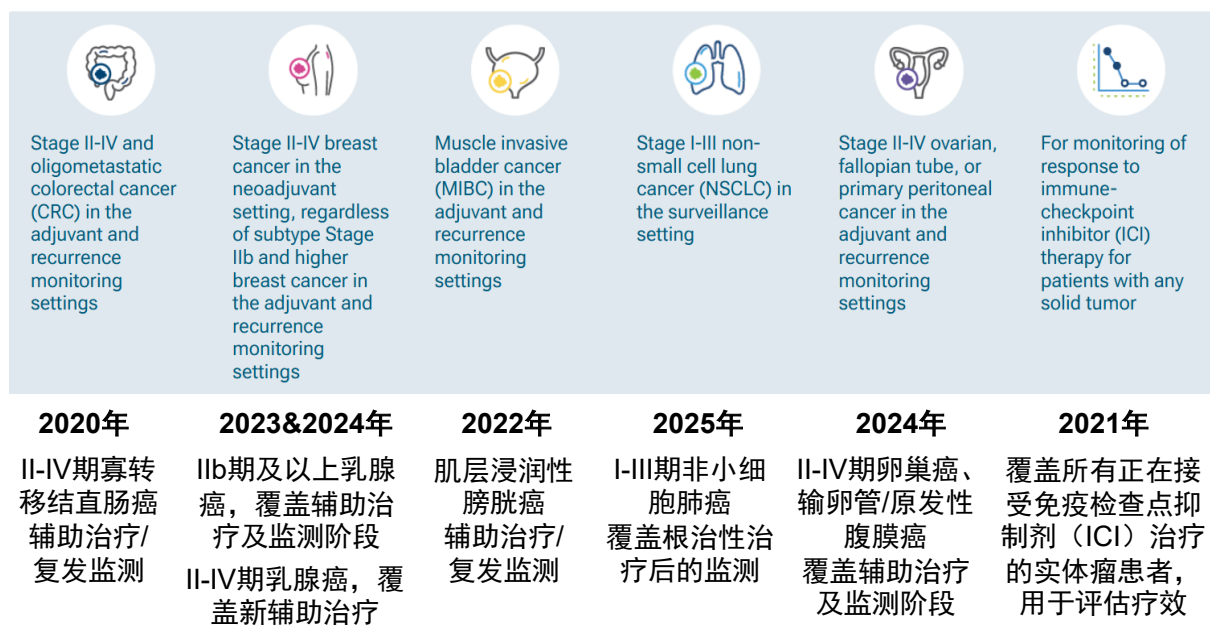 Stage II-IV and
oligometastatic
colorectal cancer
(CRC) in the
adjuvant and
recurrence
monitoring
settings
Stage II-IV breast
cancer in the
neoadjuvant
setting, regardless
of subtype Stage
IIb and higher
breast cancer in
the adjuvant and
recurrence
monitoring
settings
Muscle invasive
bladder cancer
(MIBC) in the
adjuvant and
recurrence
monitoring
settings
Stage I-III non-
small cell lung
cancer (NSCLC) in
the surveillance
setting
Stage II-IV ovarian,
fallopian tube, or
primary peritoneal
cancer in the
adjuvant and
recurrence
monitoring
settings
For monitoring of
response to
immune-
checkpoint
inhibitor (ICI)
therapy for
patients with any
solid tumor
2020年
II-IV期寡转
移结直肠癌
辅助治疗/
复发监测
2023&2024年
IIb期及以上乳腺
癌，覆盖辅助治
疗及监测阶段
II-IV期乳腺癌，覆
盖新辅助治疗
2022年
肌层浸润性
膀胱癌
辅助治疗/
复发监测
2025年
I-III期非小细
胞肺癌
覆盖根治性治
疗后的监测
2024年
II-IV期卵巢癌、
输卵管/原发性
腹膜癌
覆盖辅助治疗
及监测阶段
2021年
覆盖所有正在接
受免疫检查点抑
制剂（ICI）治疗
的实体瘤患者，
用于评估疗效